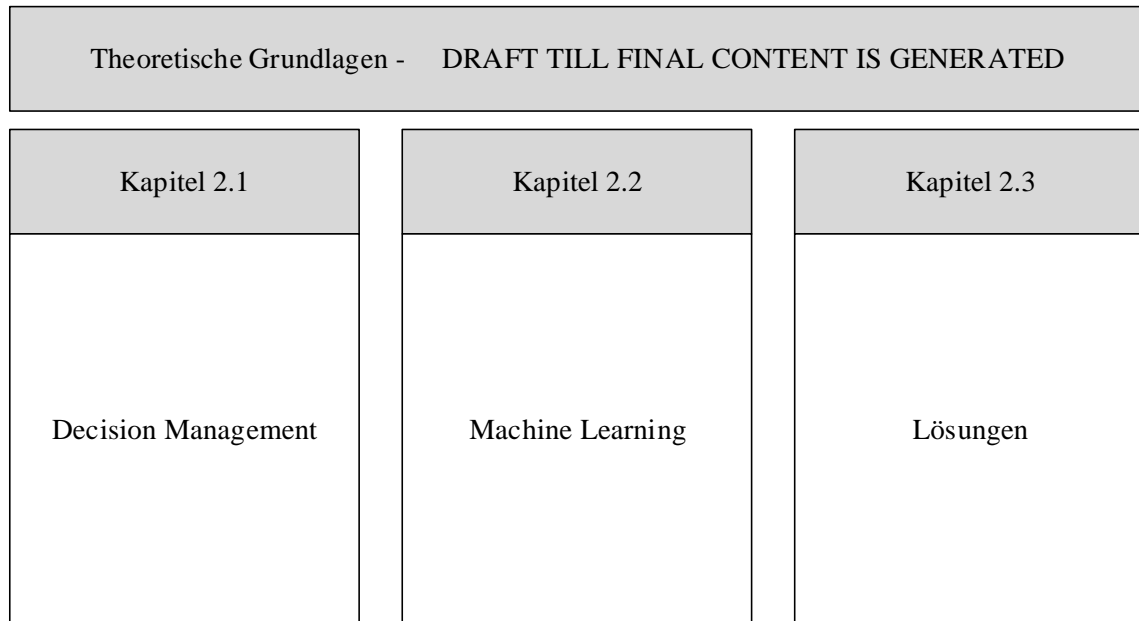 Theoretische Grundlagen - DRAFT TILL FINAL CONTENT IS GENERATED
Kapitel 2.1
Kapitel 2.2
Kapitel 2.3
Decision Management
Machine Learning
Lösungen